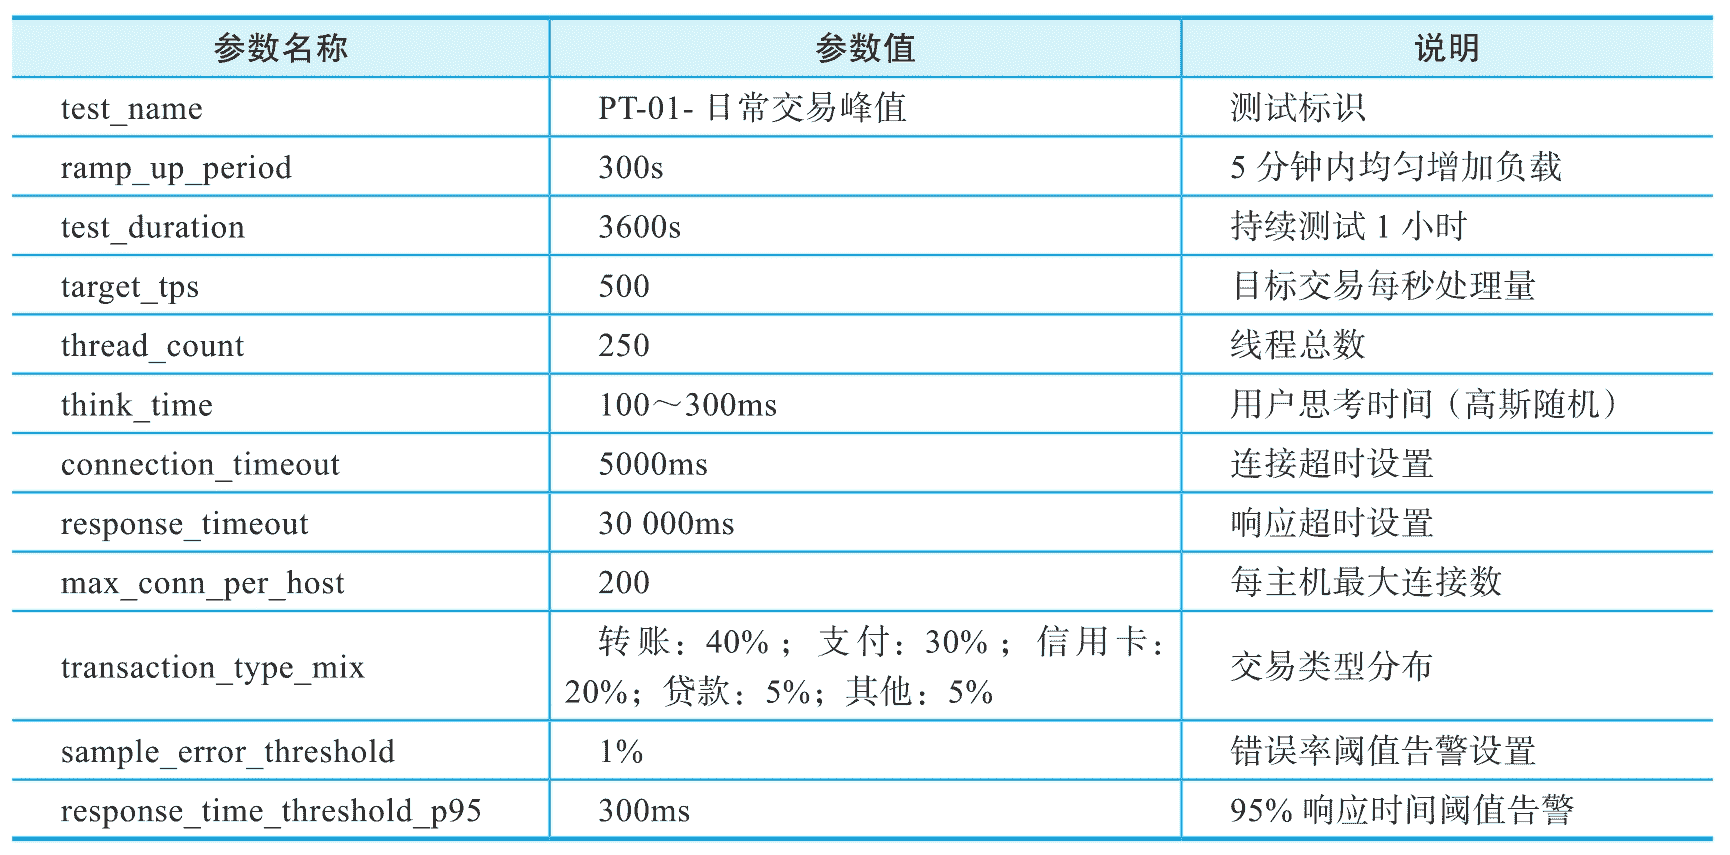 参数名称 参数值 说明
test_name PT-01- 日常交易峰值 测试标识
ramp_up_period 300s 5 分钟内均匀增加负载
test_duration 3600s 持续测试 1 小时
target_tps 500 目标交易每秒处理量
thread_count 250 线程总数
think_time 100～300ms 用户思考时间（高斯随机）
connection_timeout 5000ms 连接超时设置
response_timeout 30 000ms 响应超时设置
max_conn_per_host 200 每主机最大连接数
transaction_type_mix 转账：40%；支付：30%；信用卡：
20%；贷款：5%；其他：5% 交易类型分布
sample_error_threshold 1% 错误率阈值告警设置
response_time_threshold_p95 300ms 95% 响应时间阈值告警